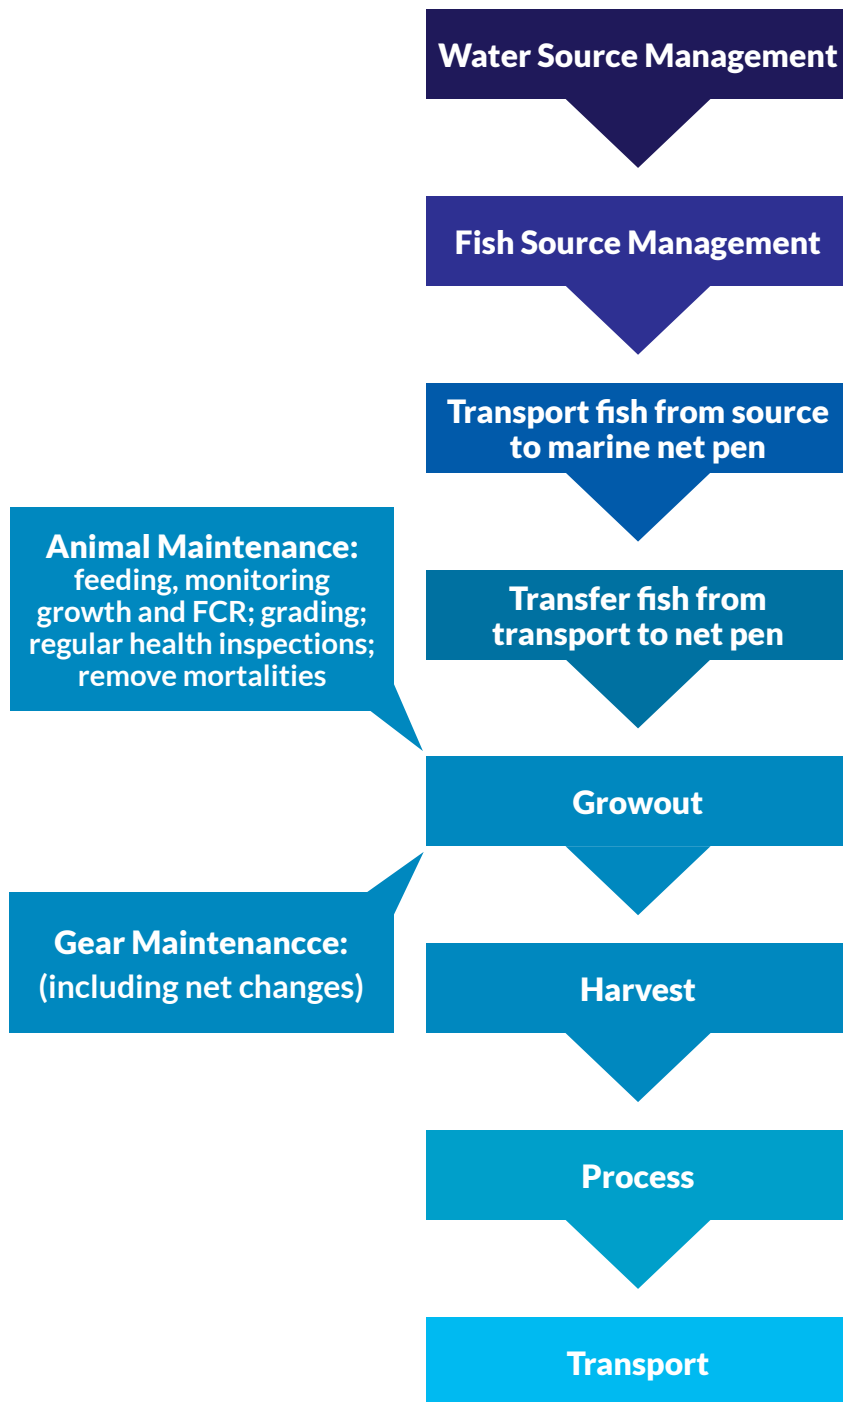 Water Source Management
Fish Source Management
Transport fish from source
to marine net pen
Animal Maintenance:
feeding, monitoring
growth and FCR; grading;
regular health inspections;
remove mortalities
Transfer fish from
transport to net pen
Growout
Gear Maintenancce:
(including net changes)
Harvest
Process
Transport